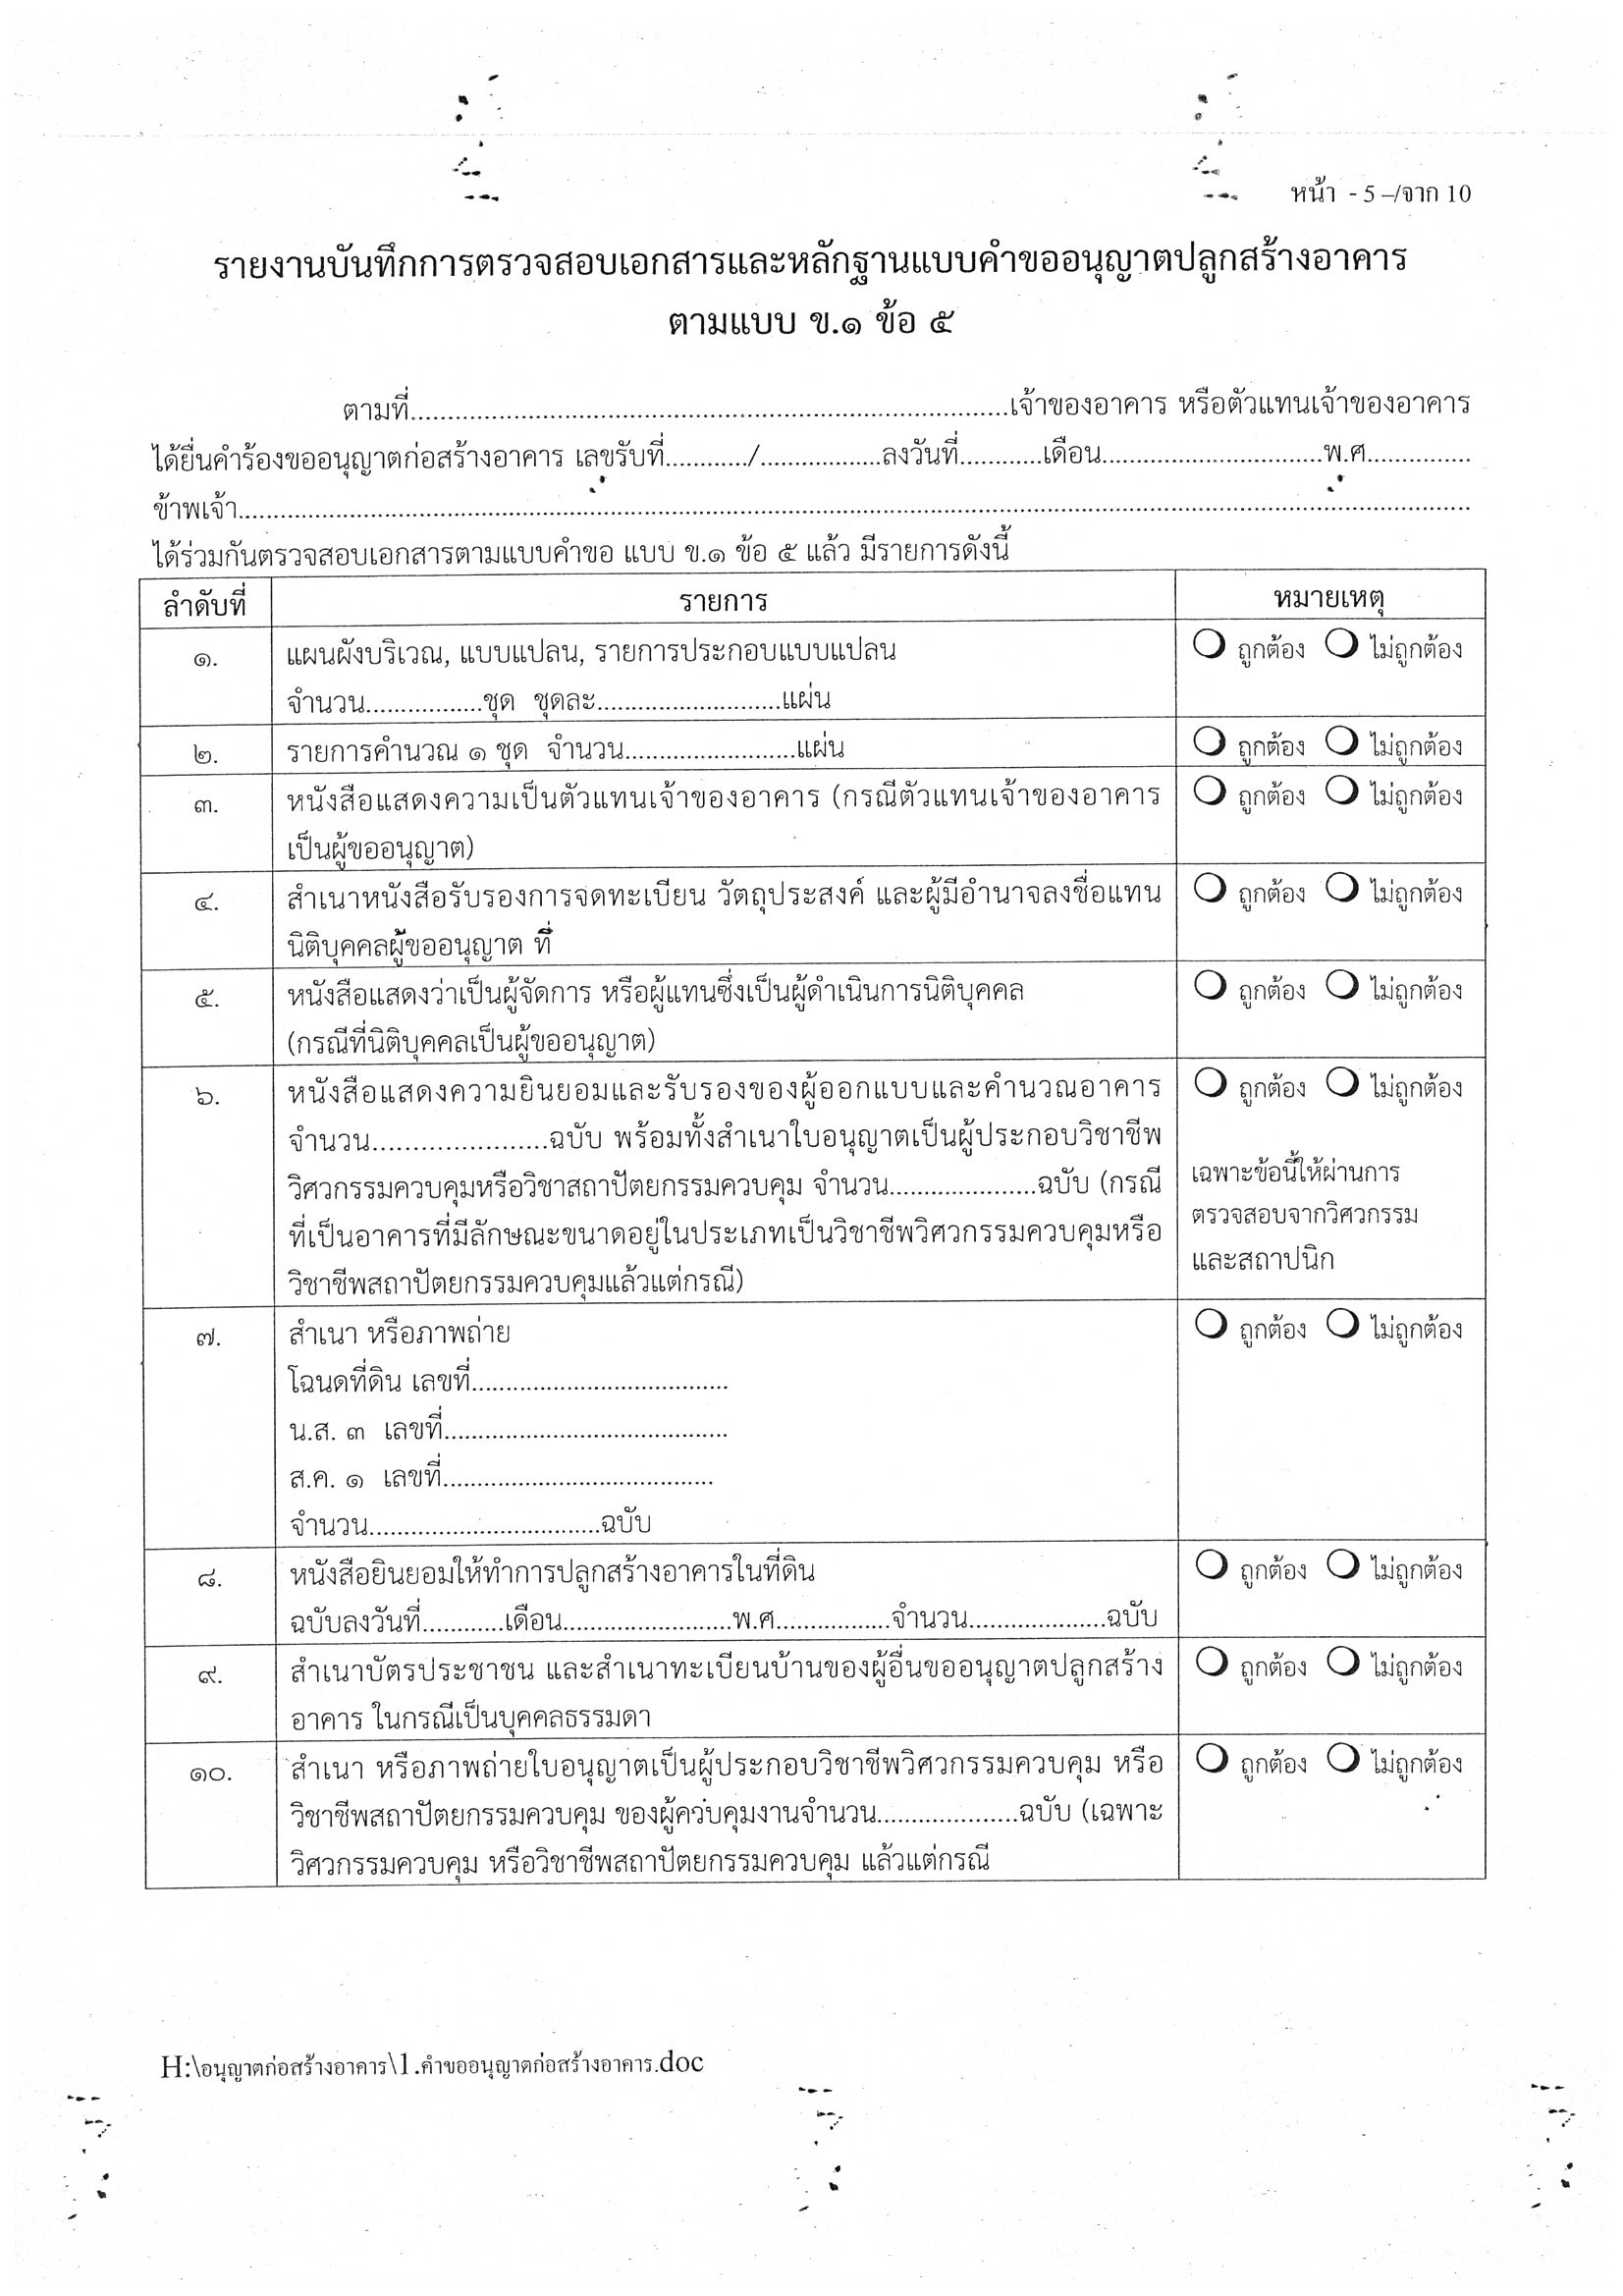 หน้า - 5 –/จาก 10
รายงานบันทึกการตรวจสอบเอกสารและหลักฐานแบบคำขออนุญาตปลูกสร้างอาคาร
ตามแบบ ข.๑ ข้อ ๕
ตามที่....................................................................................เจ้าของอาคาร หรือตัวแทนเจ้าของอาคาร
ได้ยื่นคำร้องขออนุญาตก่อสร้างอาคาร เลขรับที่............/.................ลงวันที่............เดือน................................พ.ศ...............
ข้าพเจ้า................................................................................................................................................................
ได้ร่วมกันตรวจสอบเอกสารตามแบบคำขอ แบบ ข.๑ ข้อ ๕ แล้ว มีรายการดังนี้
ลำดับที่ รายการ หมายเหตุ
๑. แผนผังบริเวณ, แบบแปลน, รายการประกอบแบบแปลน ถูกต้อง ไม่ถูกต้อง
จำนวน.................ชุด ชุดละ...........................แผ่น
๒. รายการคำนวณ ๑ ชุด จำนวน.........................แผ่น ถูกต้อง ไม่ถูกต้อง
๓. หนังสือแสดงความเป็นตัวแทนเจ้าของอาคาร (กรณีตัวแทนเจ้าของอาคาร ถูกต้อง ไม่ถูกต้อง
เป็นผู้ขออนุญาต)
๔. สำเนาหนังสือรับรองการจดทะเบียน วัตถุประสงค์ และผู้มีอำนาจลงชื่อแทน ถูกต้อง ไม่ถูกต้อง
นิติบุคคลผู้ขออนุญาต ที่
๕. หนังสือแสดงว่าเป็นผู้จัดการ หรือผู้แทนซึ่งเป็นผู้ดำเนินการนิติบุคคล ถูกต้อง ไม่ถูกต้อง
(กรณีที่นิติบุคคลเป็นผู้ขออนุญาต)
๖. หนังสือแสดงความยินยอมและรับรองของผู้ออกแบบและคำนวณอาคาร ถูกต้อง ไม่ถูกต้อง
จำนวน.........................ฉบับ พร้อมทั้งสำเนาใบอนุญาตเป็นผู้ประกอบวิชาชีพ
วิศวกรรมควบคุมหรือวิชาสถาปัตยกรรมควบคุม จำนวน.....................ฉบับ (กรณี เฉพาะข้อนี้ให้ผ่านการ
ที่เป็นอาคารที่มีลักษณะขนาดอยู่ในประเภทเป็นวิชาชีพวิศวกรรมควบคุมหรือ ตรวจสอบจากวิศวกรรม
วิชาชีพสถาปัตยกรรมควบคุมแล้วแต่กรณี) และสถาปนิก
๗. สำเนา หรือภาพถ่าย ถูกต้อง ไม่ถูกต้อง
โฉนดที่ดิน เลขที่.....................................
น.ส. ๓ เลขที่.........................................
ส.ค. ๑ เลขที่.......................................
จำนวน.................................ฉบับ
๘. หนังสือยินยอมให้ทำการปลูกสร้างอาคารในที่ดิน ถูกต้อง ไม่ถูกต้อง
ฉบับลงวันที่............เดือน........................พ.ศ................จำนวน....................ฉบับ
๙. สำเนาบัตรประชาชน และสำเนาทะเบียนบ้านของผู้อื่นขออนุญาตปลูกสร้าง ถูกต้อง ไม่ถูกต้อง
อาคาร ในกรณีเป็นบุคคลธรรมดา
๑๐. สำเนา หรือภาพถ่ายใบอนุญาตเป็นผู้ประกอบวิชาชีพวิศวกรรมควบคุม หรือ ถูกต้อง ไม่ถูกต้อง
วิชาชีพสถาปัตยกรรมควบคุม ของผู้ควบคุมงานจำนวน....................ฉบับ (เฉพาะ
วิศวกรรมควบคุม หรือวิชาชีพสถาปัตยกรรมควบคุม แล้วแต่กรณี
H:\อนุญาตก่อสร้างอาคาร\1.คำขออนุญาตก่อสร้างอาคาร.doc